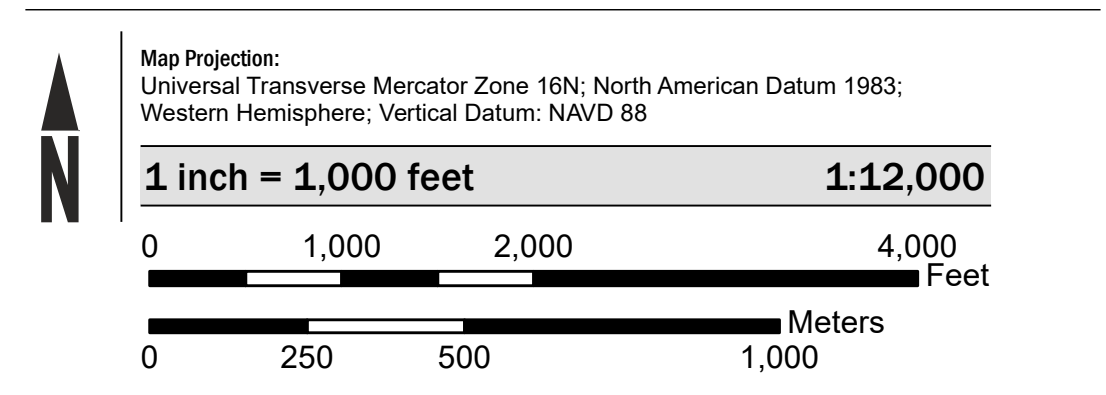 Map Projection:
Universal Transverse Mercator Zone 16N; North American Datum 1983;
Western Hemisphere; Vertical Datum: NAVD 88
N
1 inch = 1,000 feet 1:12,000
0 1,000 2,000 4,000
Feet
Meters
0 250 500 1,000